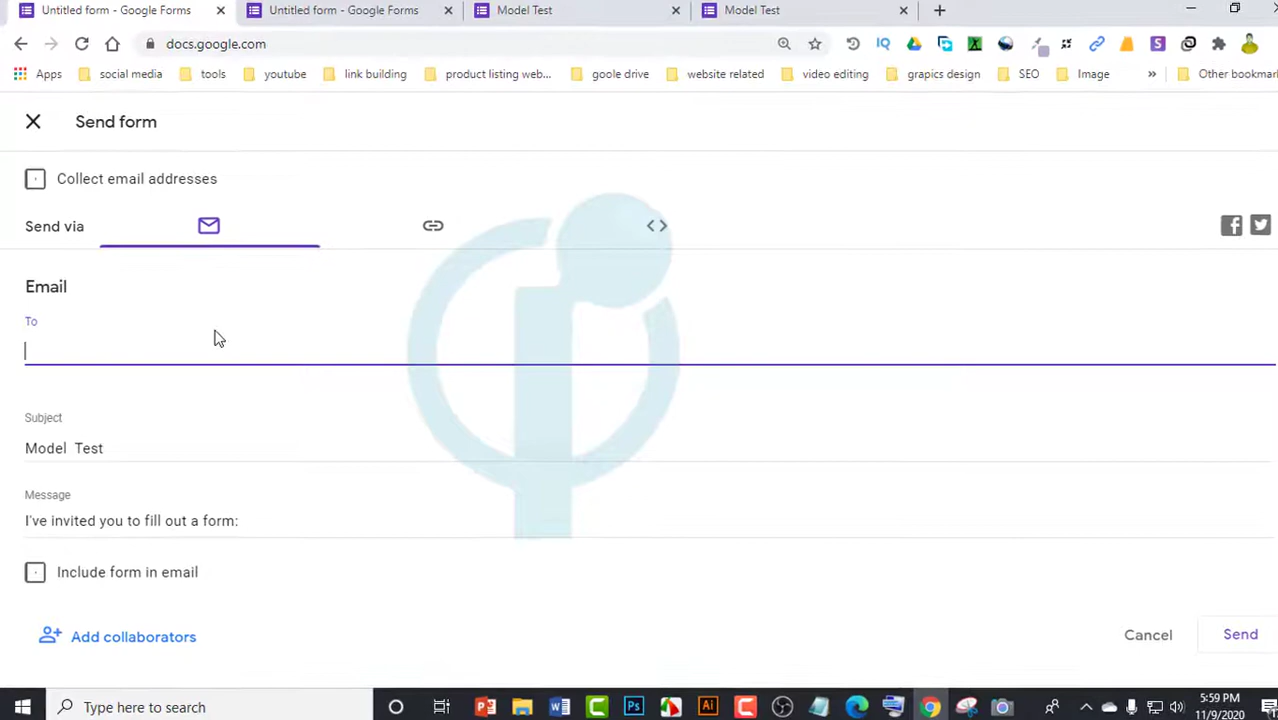 Untitled form - Google Forms
Untitled form - Google Forms
Model Test
Model Test
docs.google.com
Apps
social media
tools
youtube
link building
product listing web...
goole drive
website related
video editing
grapics design
SEO
Image
Other bookmar
Send form
Collect email addresses
Send via
Email
To
Subject
Model Test
Message
I've invited you to fill out a form:
Include form in email
Add collaborators
Cancel
Send
Type here to search
5:59 PM
11/9/2020